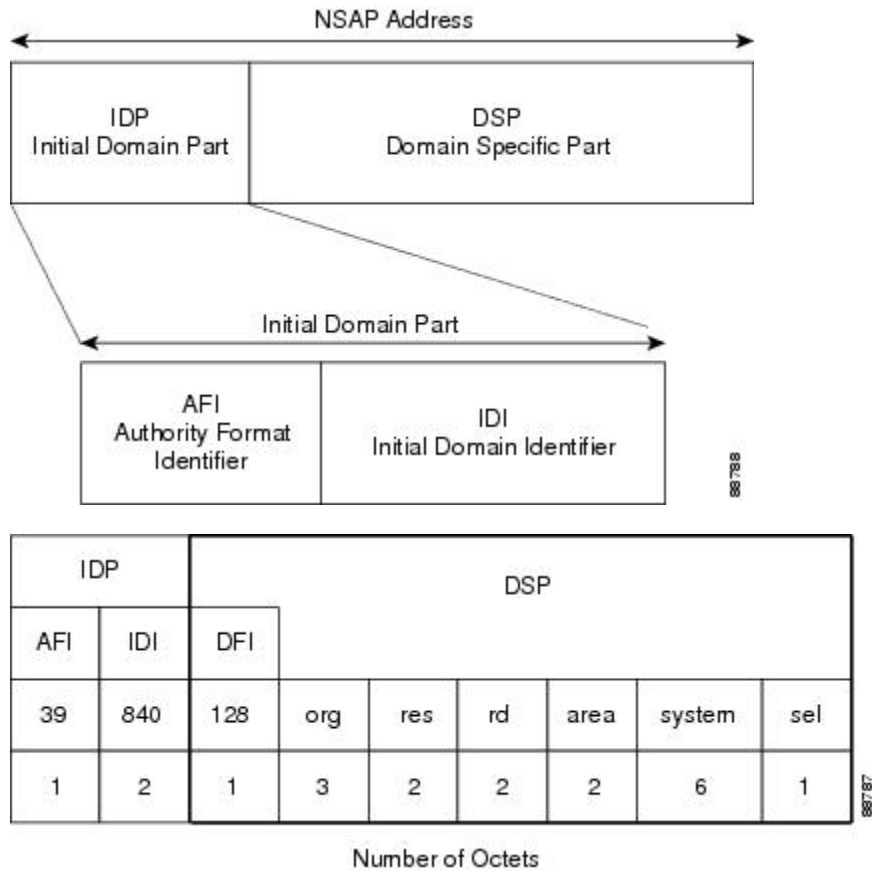 NSAP Address
IDP
Initial Domain Part
DSP
Domain Specific Part
Initial Domain Part
AFI
Authority Format
Identifier
IDI
Initial Domain Identifier
88788
IDP
DSP
AFI
IDI
DFI
39
840
128
org
res
rd
area
system
sel
1
2
1
3
2
2
2
6
1
88787
Number of Octets